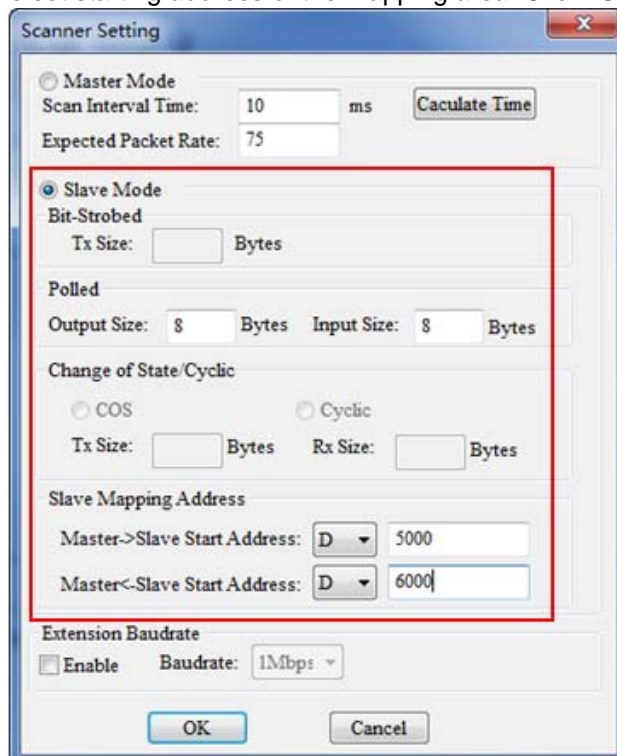 Scanner Setting
Master Mode
Scan Interval Time: 10 ms Caculate Time
Expected Packet Rate: 75
Slave Mode
Bit-Strobed
Tx Size: Bytes
Polled
Output Size: 8 Bytes Input Size: 8 Bytes
Change of State/Cyclic
COS Cyclic
Tx Size: Bytes Rx Size: Bytes
Slave Mapping Address
Master->Slave Start Address: D 5000
Master<-Slave Start Address: D 6000
Extension Baudrate
Enable Baudrate: 1Mbps
OK Cancel